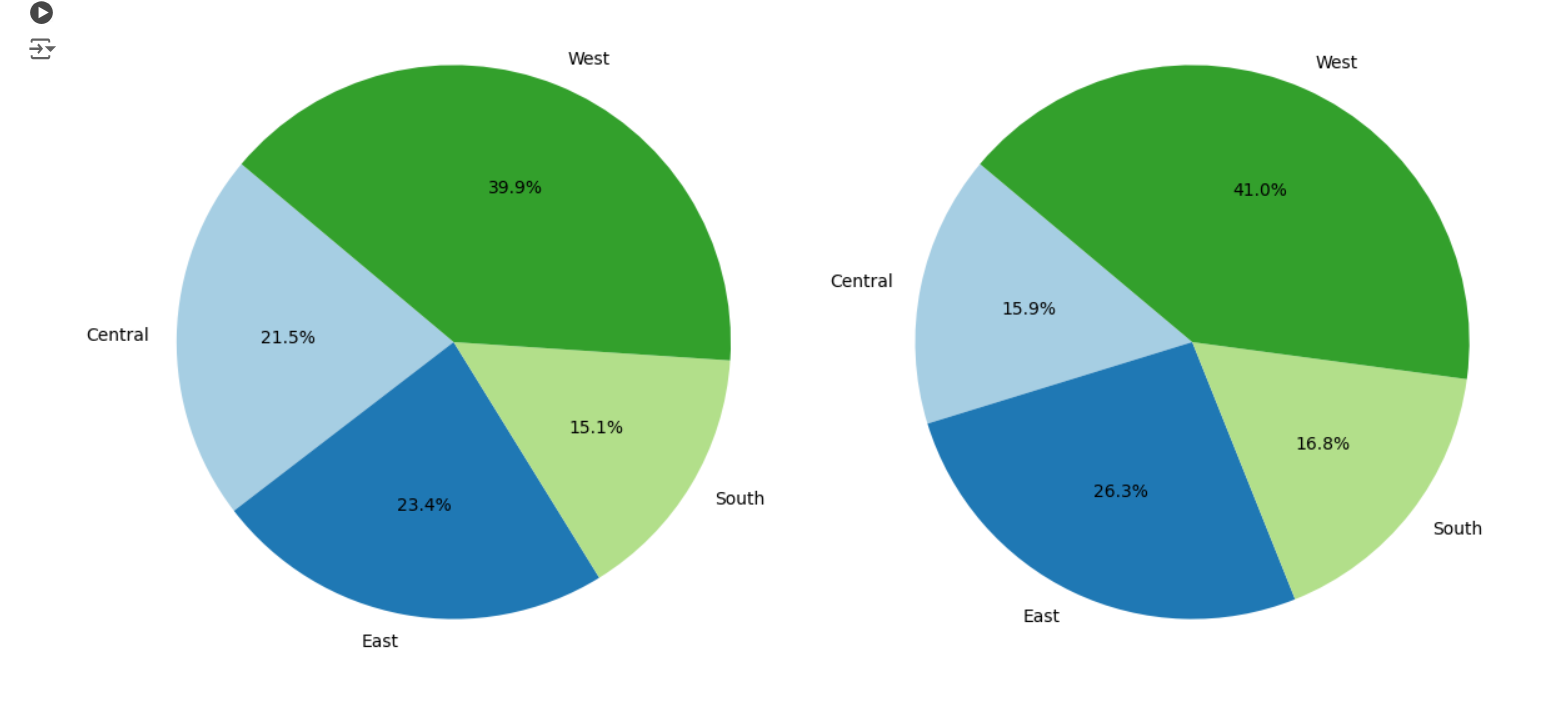 West
39.9%
Central
21.5%
15.1%
23.4%
South
East
West
41.0%
Central
15.9%
16.8%
26.3%
South
East